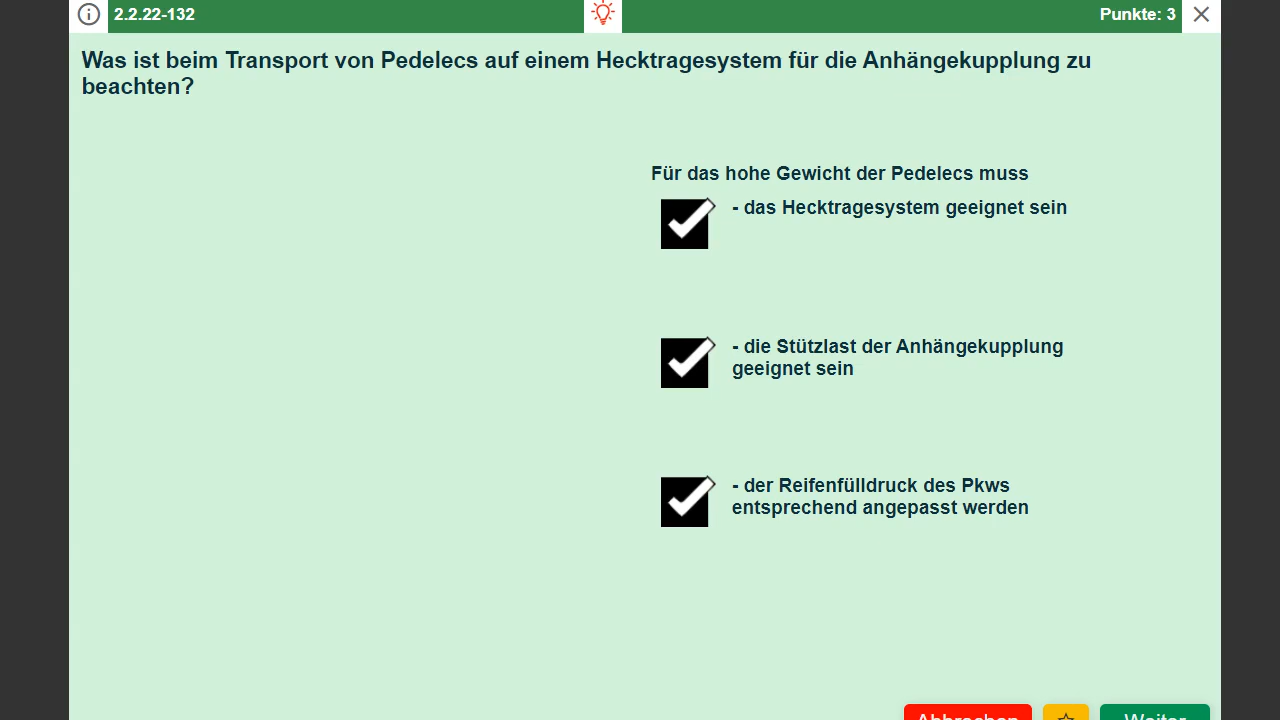 2.2.22-132
Punkte: 3
Was ist beim Transport von Pedelecs auf einem Hecktragesystem für die Anhängekupplung zu
beachten?
Für das hohe Gewicht der Pedelecs muss
- das Hecktragesystem geeignet sein
- die Stützlast der Anhängekupplung
geeignet sein
- der Reifenfülldruck des Pkws
entsprechend angepasst werden
Abbrechen
Weiter